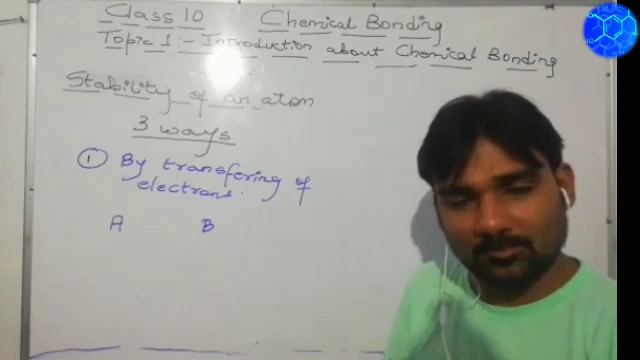 Class 10 Chemical Bonding
Topic 1:- Introduction about Chemical Bonding
Stability of an atom
3 ways
① By transfering of
electrons.
A B